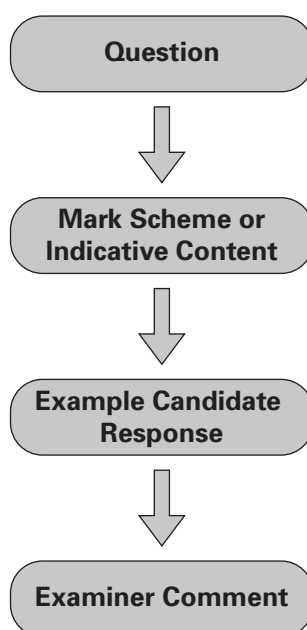 Question
Mark Scheme or
Indicative Content
Example Candidate
Response
Examiner Comment